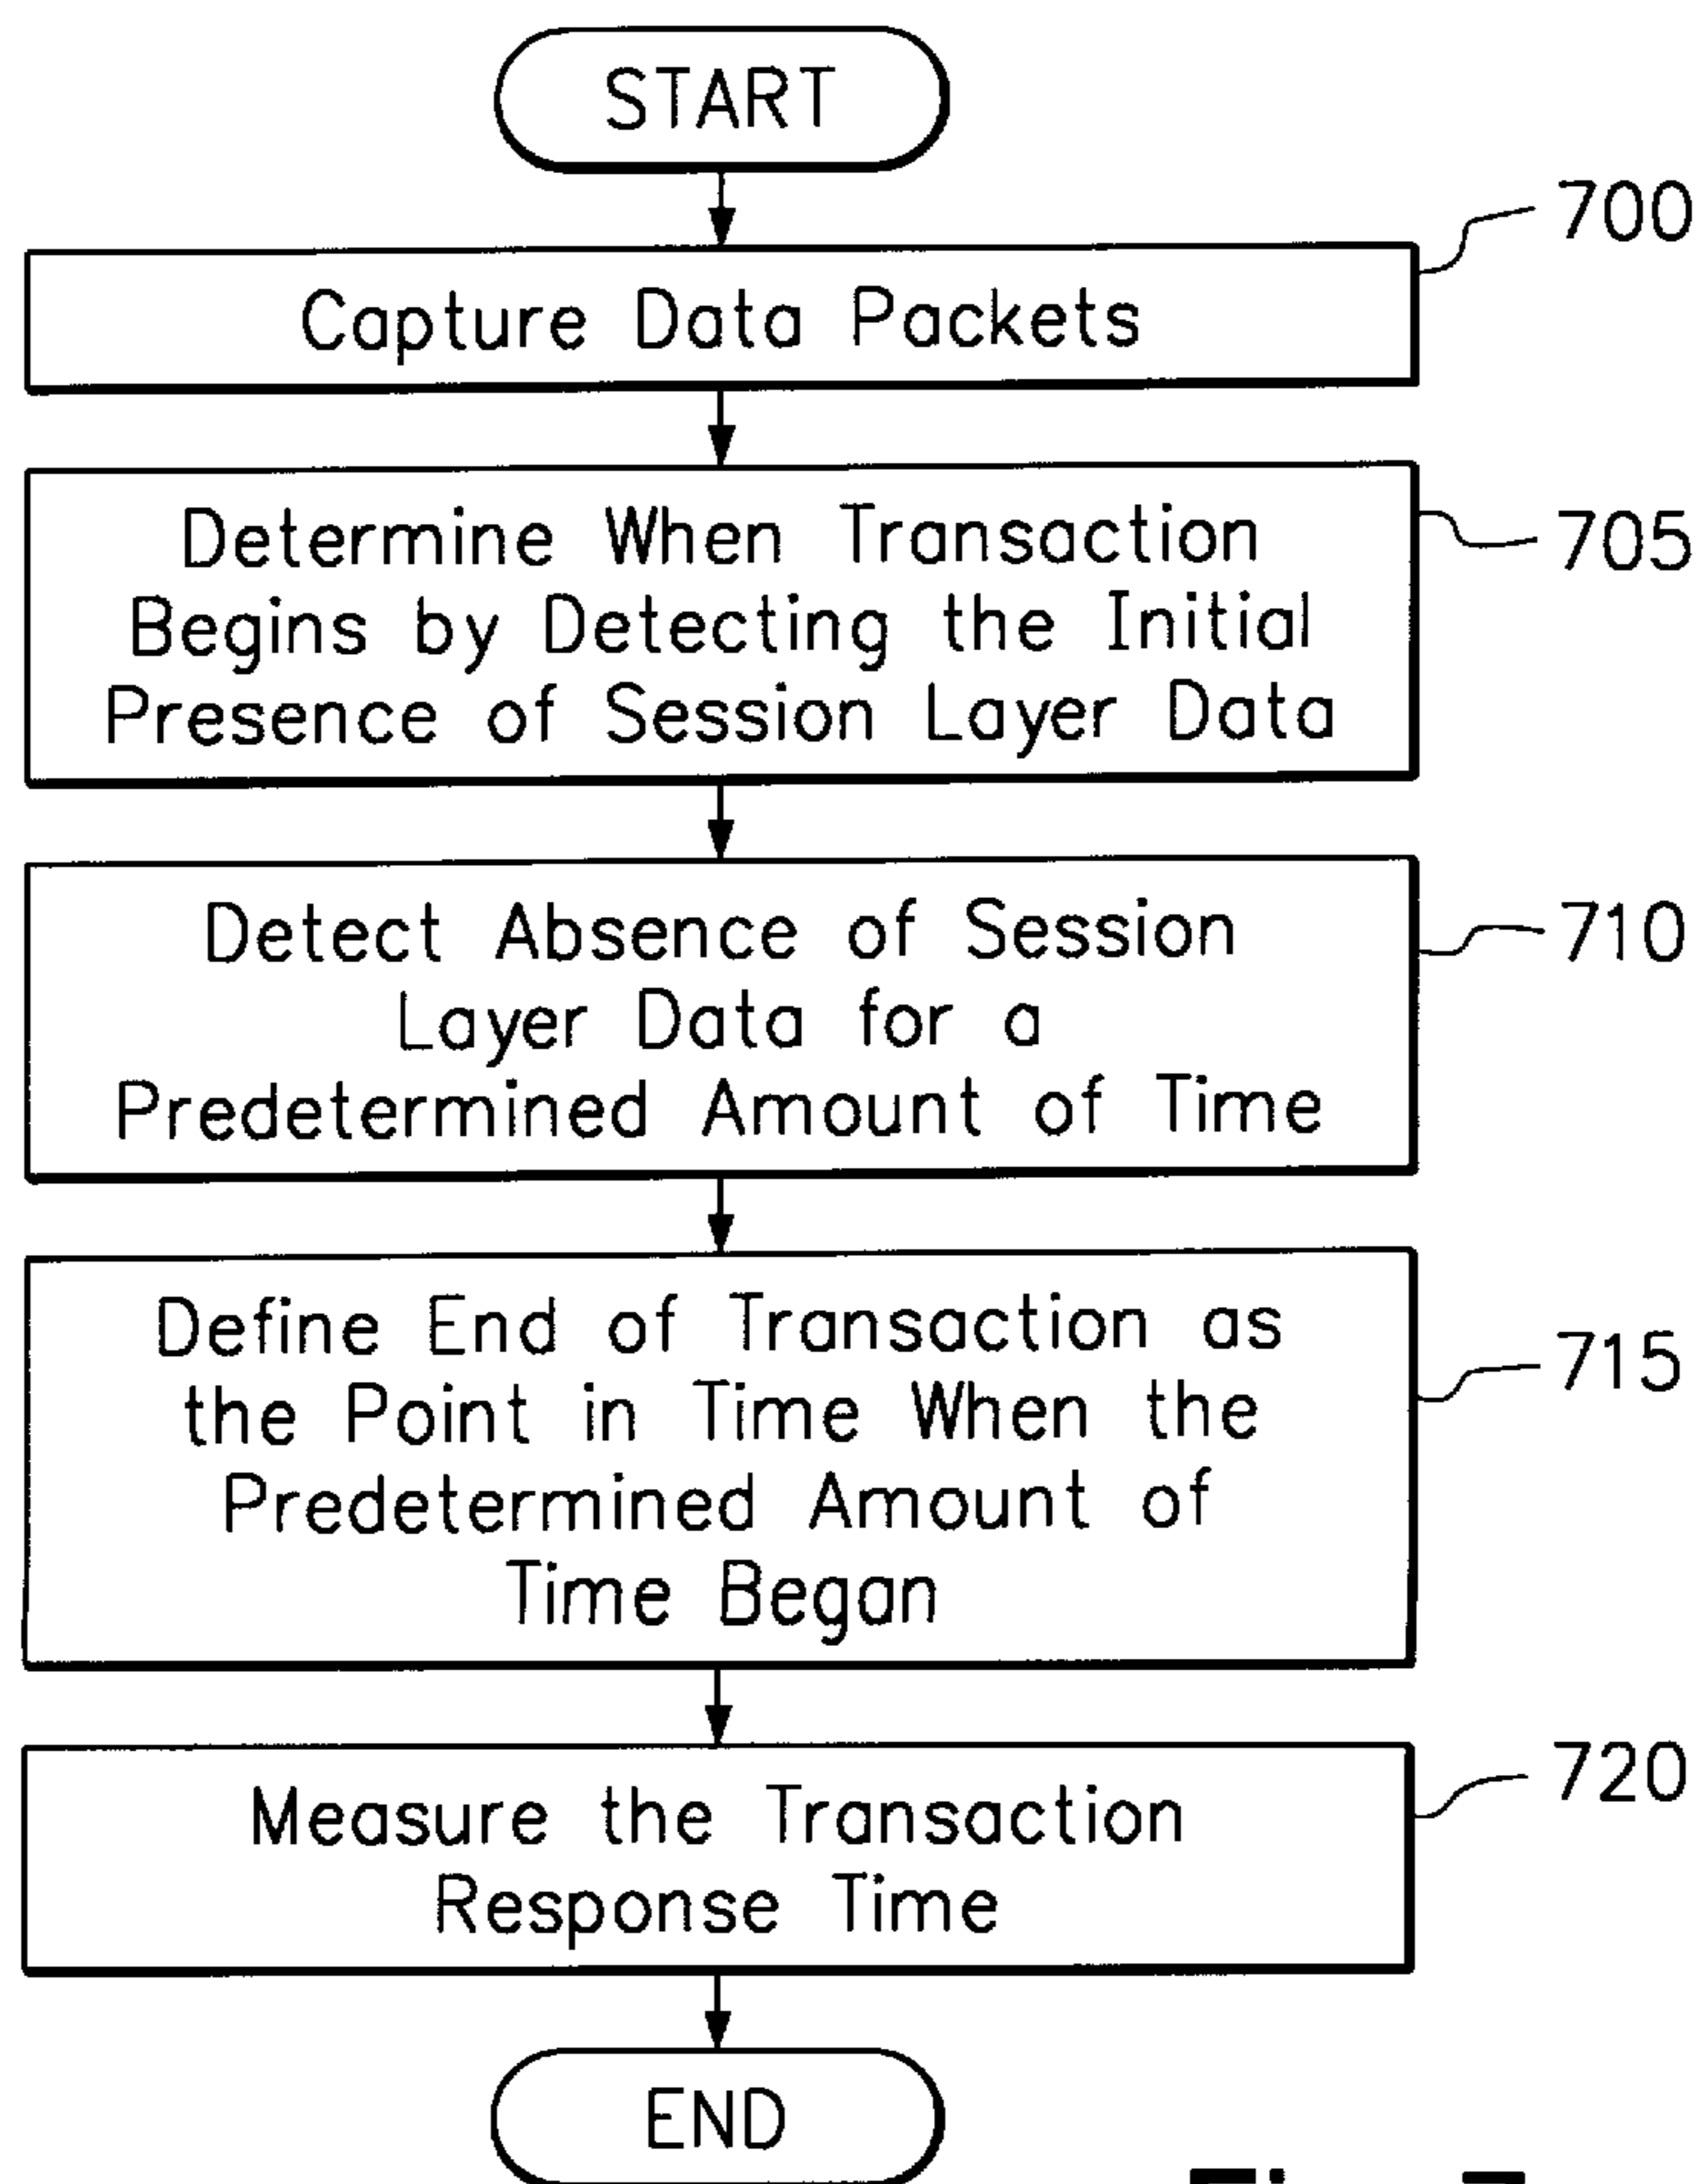 START
700
Capture Data Packets
705
Determine When Transaction
Begins by Detecting the Initial
Presence of Session Layer Data
710
Detect Absence of Session
Layer Data for a
Predetermined Amount of Time
715
Define End of Transaction as
the Point in Time When the
Predetermined Amount of
Time Began
720
Measure the Transaction
Response Time
END